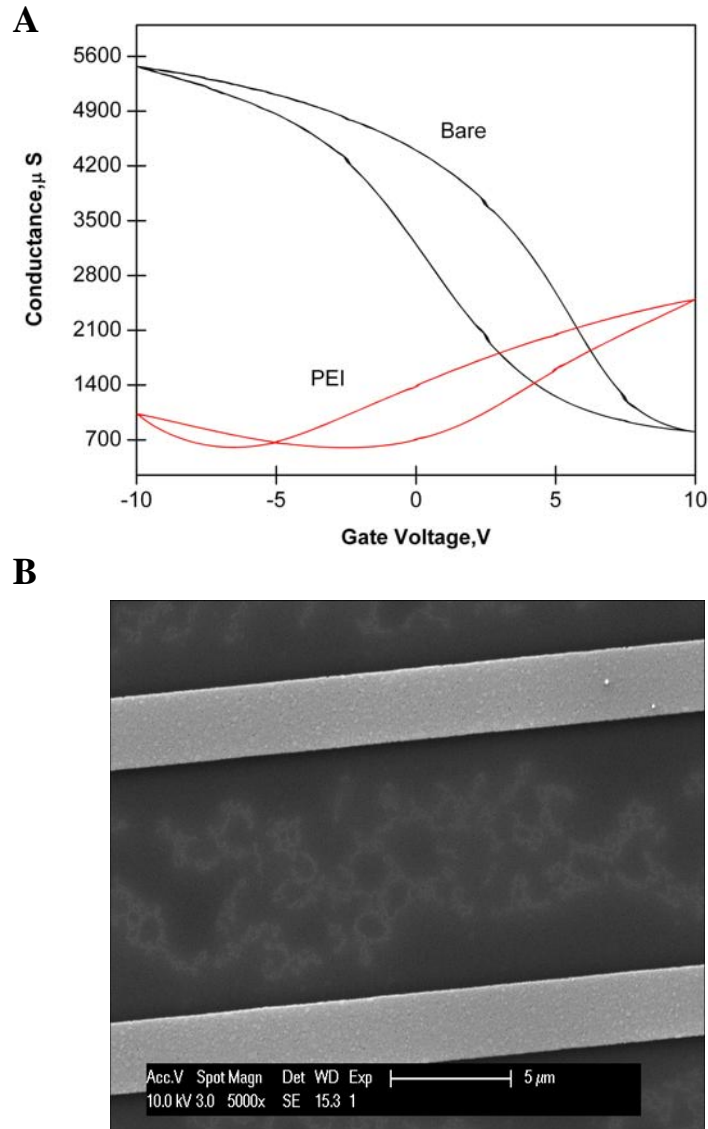 A
5600
4900
4200
3500
2800
2100
1400
700
Conductance,μ S
Bare
PEI
-10 -5 0 5 10
Gate Voltage,V
B
Acc.V Spot Magn Det WD Exp 5 μm
10.0 kV 3.0 5000x SE 15.3 1